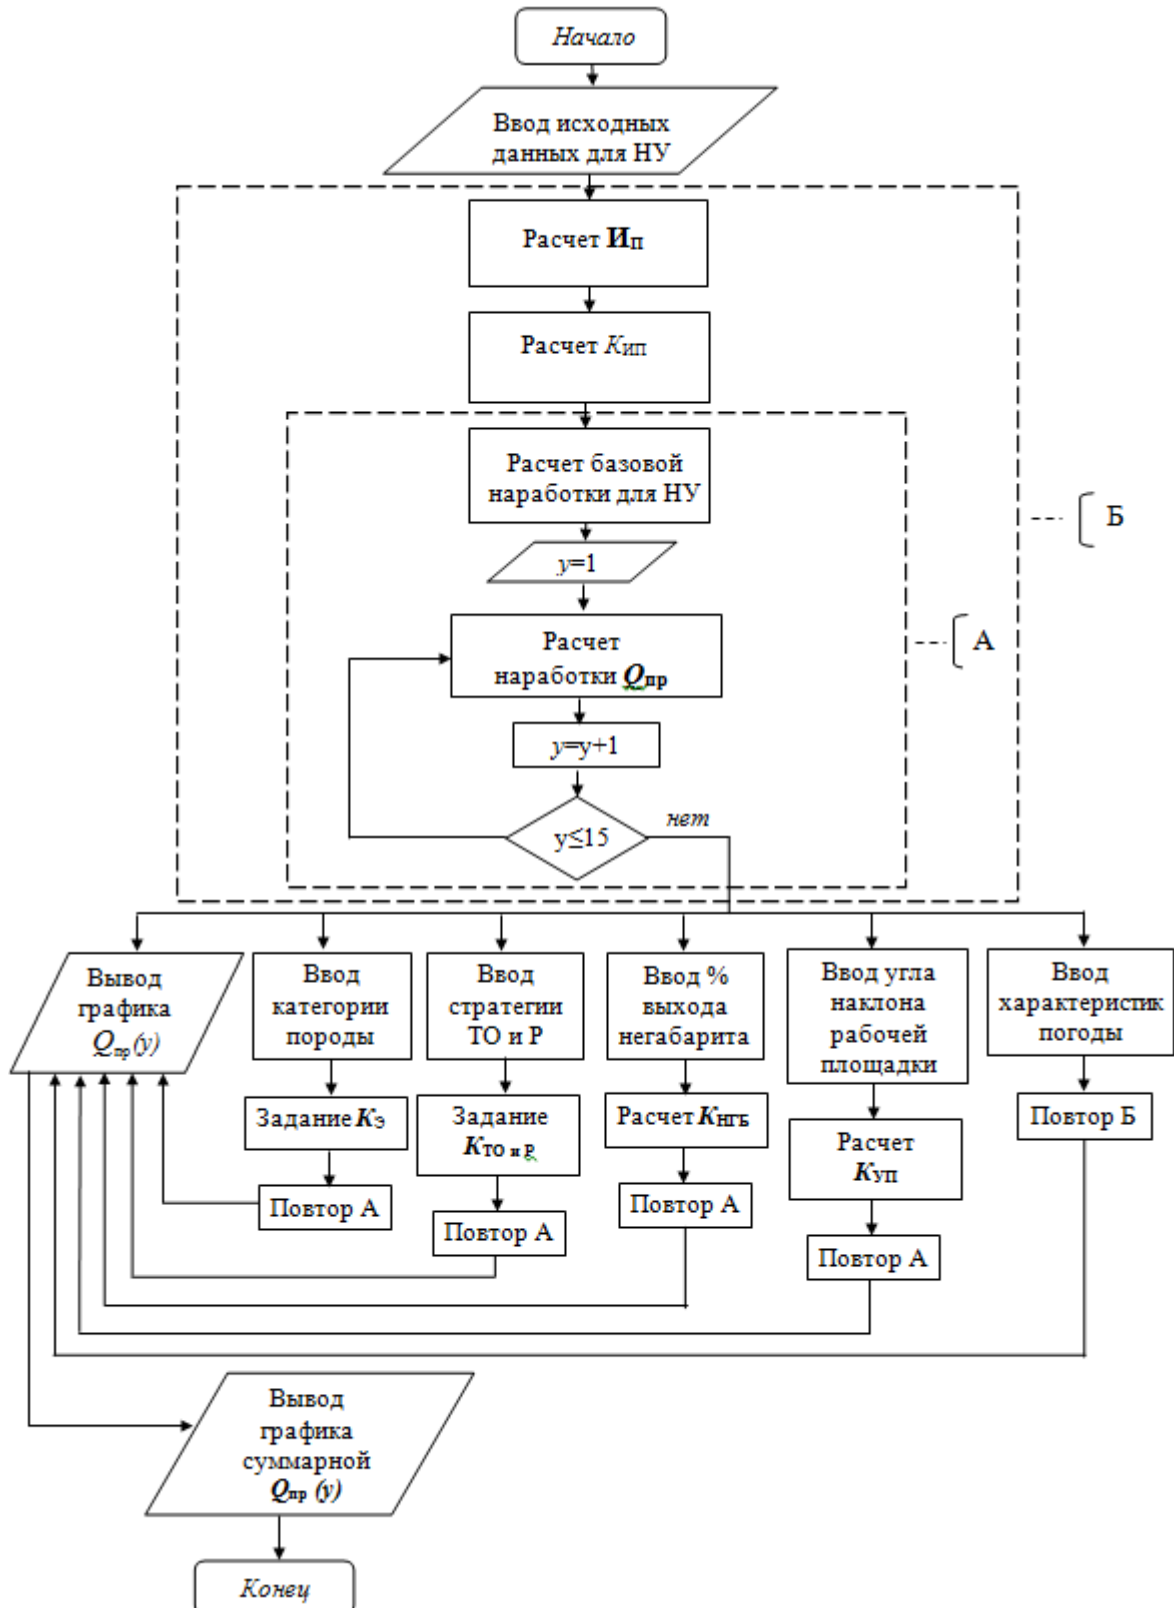 Начало
Ввод исходных
данных для НУ
Расчет Ип
Расчет КИП
Расчет базовой
наработки для НУ
Б
y=1
А
Расчет
наработки Qпр
y=y+1
y≤15
нет
Вывод
графика
Qпр(y)
Ввод
категории
породы
Ввод
стратегии
ТО и Р
Ввод %
выхода
негабарита
Ввод угла
наклона
рабочей
площадки
Ввод
характеристик
погоды
Задание КЭ
Задание
КТО и Р
Расчет КНГБ
Расчет
КУП
Повтор Б
Повтор А
Повтор А
Повтор А
Повтор А
Вывод
графика
суммарной
Qпр (y)
Конец